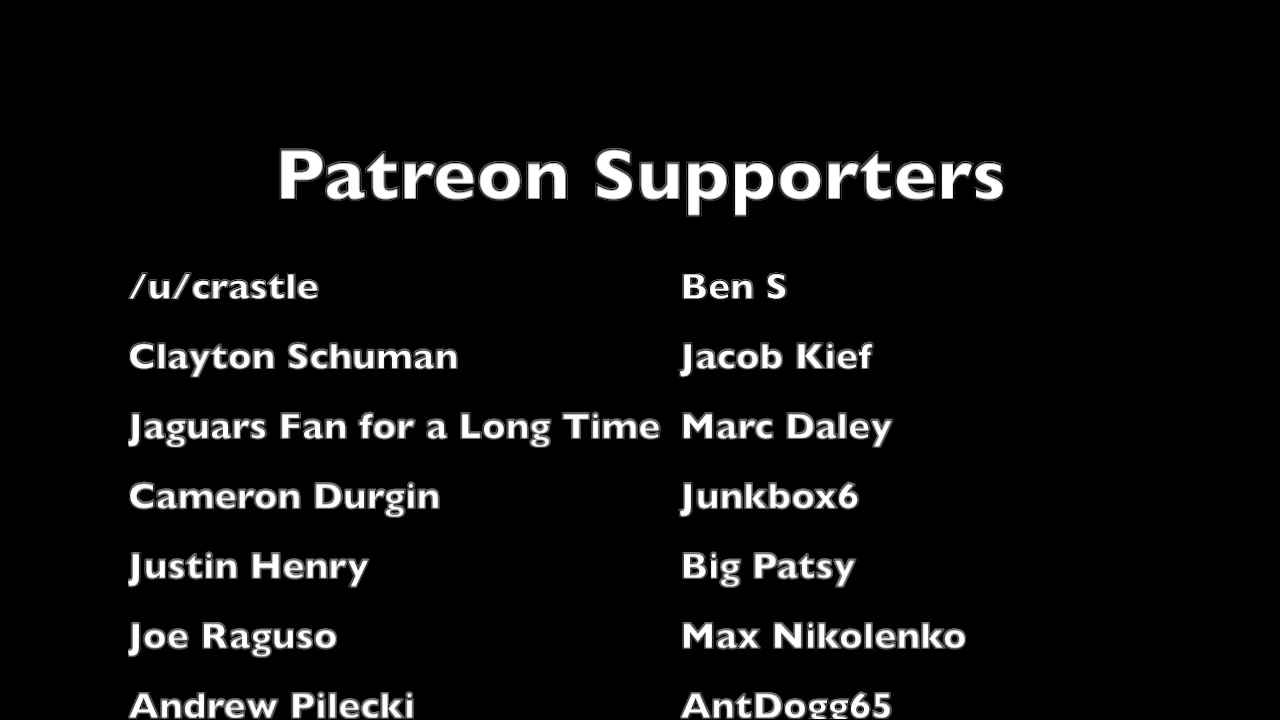 Patreon Supporters
/u/crastle
Ben S
Clayton Schuman
Jacob Kief
Jaguars Fan for a Long Time
Marc Daley
Cameron Durgin
Junkbox6
Justin Henry
Big Patsy
Joe Raguso
Max Nikolenko
Andrew Pilecki
AntDogg65